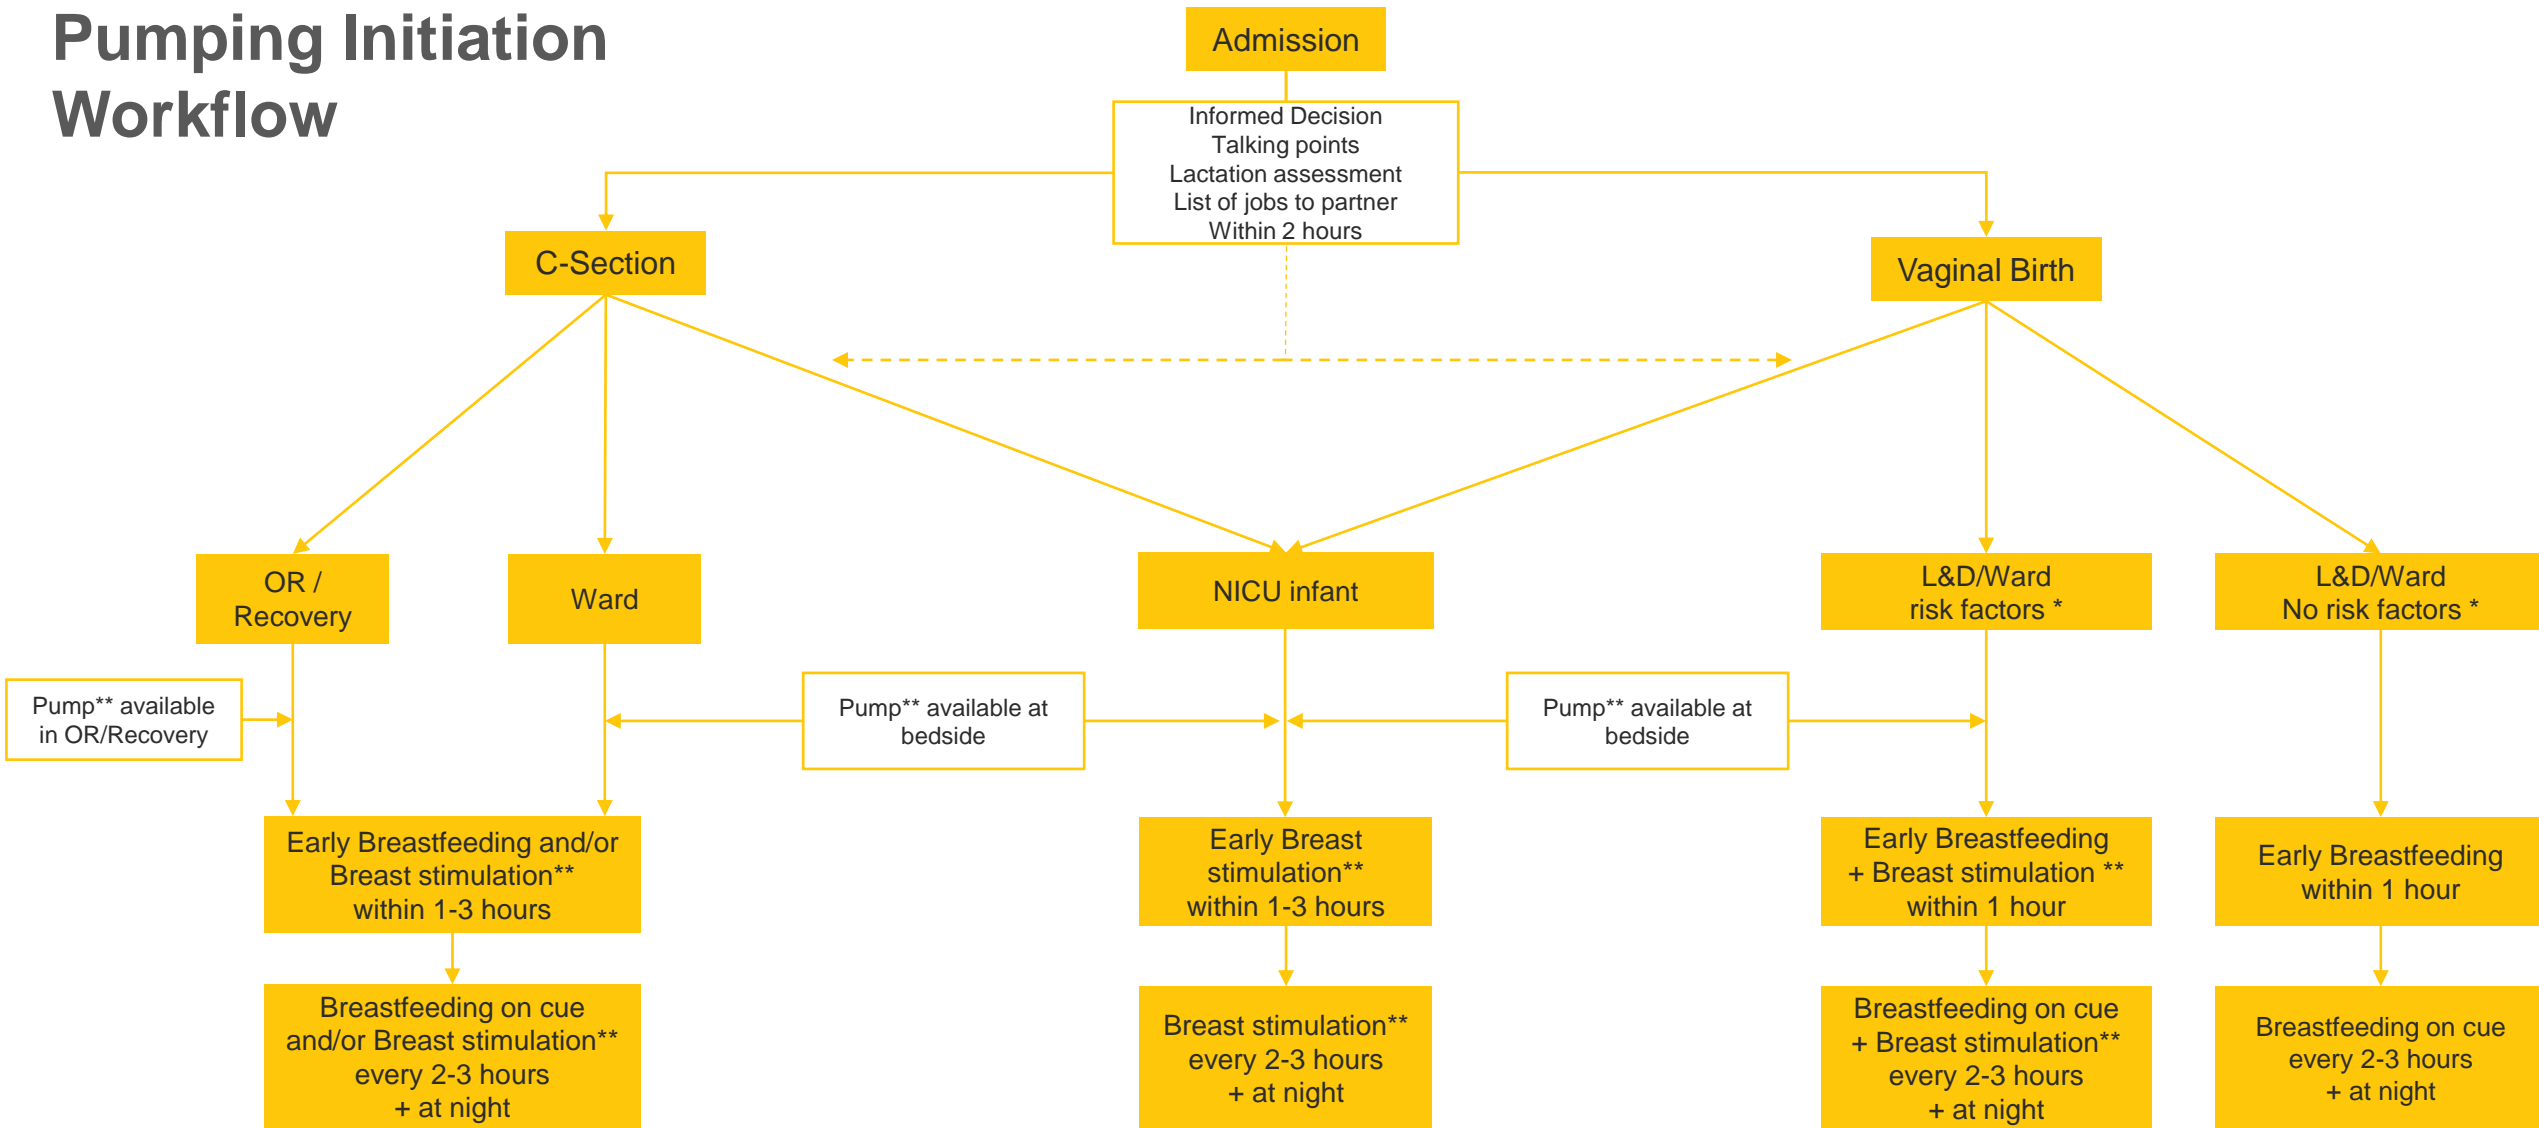 Pumping Initiation
Workflow
Admission
Informed Decision
Talking points
Lactation assessment
List of jobs to partner
Within 2 hours
C-Section
Vaginal Birth
OR /
Recovery
Ward
NICU infant
L&D/Ward
risk factors *
L&D/Ward
No risk factors *
Pump** available
in OR/Recovery
Pump** available at
bedside
Pump** available at
bedside
Early Breastfeeding and/or
Breast stimulation**
within 1-3 hours
Early Breast
stimulation**
within 1-3 hours
Early Breastfeeding
+ Breast stimulation **
within 1 hour
Early Breastfeeding
within 1 hour
Breastfeeding on cue
and/or Breast stimulation**
every 2-3 hours
+ at night
Breast stimulation**
every 2-3 hours
+ at night
Breastfeeding on cue
+ Breast stimulation**
every 2-3 hours
+ at night
Breastfeeding on cue
every 2-3 hours
+ at night